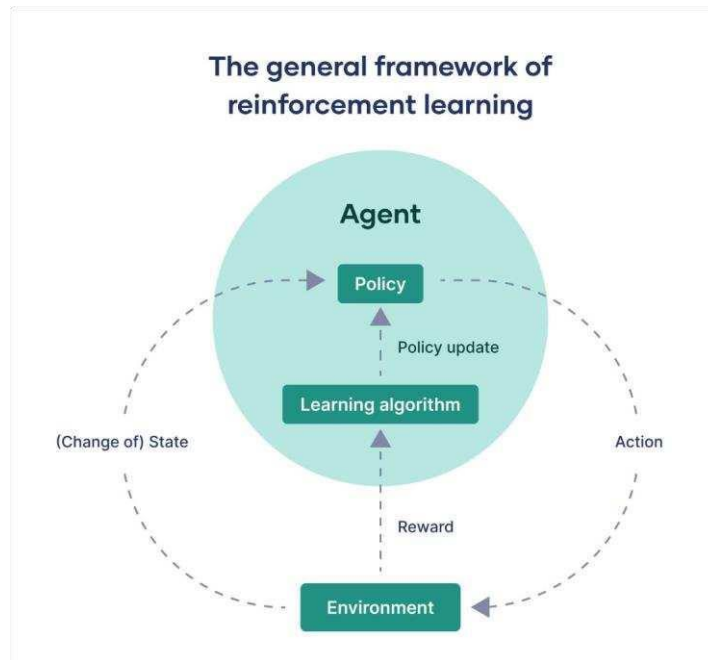 The general framework of
reinforcement learning
Agent
Policy
Policy update
Learning algorithm
(Change of) State
Action
Reward
Environment